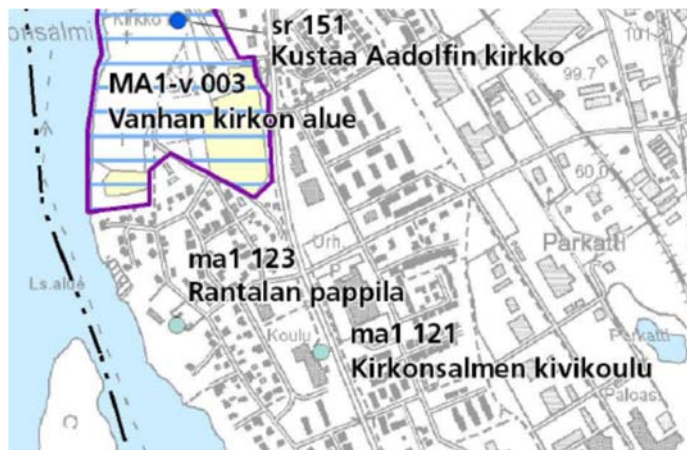 Kirkko
sr 151
Kustaa Aadolfin kirkko
onsalmi
MA1-v 003
Vanhan kirkon alue
99.7
60.0
Urh.
P
Parkatti
ma1 123
Rantalan pappila
Ls.alue
Koulu
ma1 121
Kirkonsalmen kivikoulu
Parkatti
Paloas.